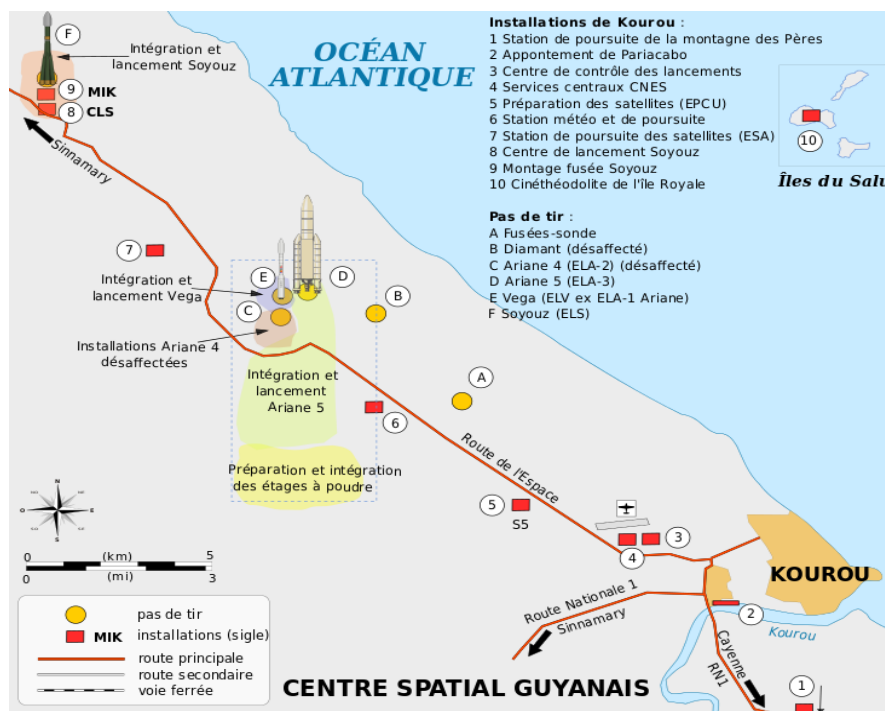 Installations de Kourou :
1 Station de poursuite de la montagne des Pères
2 Appontement de Pariacabo
3 Centre de contrôle des lancements
4 Services centraux CNES
5 Préparation des satellites (EPCU)
6 Station météo et de poursuite
7 Station de poursuite des satellites (ESA)
8 Centre de lancement Soyouz
9 Montage fusée Soyouz
10 Cinéthéodolite de l'île Royale
Pas de tir :
A Fusées-sonde
B Diamant (désaffecté)
C Ariane 4 (ELA-2) (désaffecté)
D Ariane 5 (ELA-3)
E Vega (ELV ex ELA-1 Ariane)
F Soyouz (ELS)
OCÉAN
ATLANTIQUE
10
Îles du Salu
F
Intégration et
lancement Soyouz
9 MIK
8 CLS
Sinnamary
7
Intégration et
lancement Vega
E
D
B
C
Installations Ariane 4
désaffectées
Intégration et
lancement
Ariane 5
A
6
Préparation et intégration
des étages à poudre
Route de l'Espace
5
S5
3
4
KOUROU
2
Kourou
Route Nationale 1
Sinnamary
Cayenne
RN1
1
N
O
E
S
0 (km) 5
0 (mi) 3
pas de tir
MIK installations (sigle)
route principale
route secondaire
voie ferrée
CENTRE SPATIAL GUYANAIS